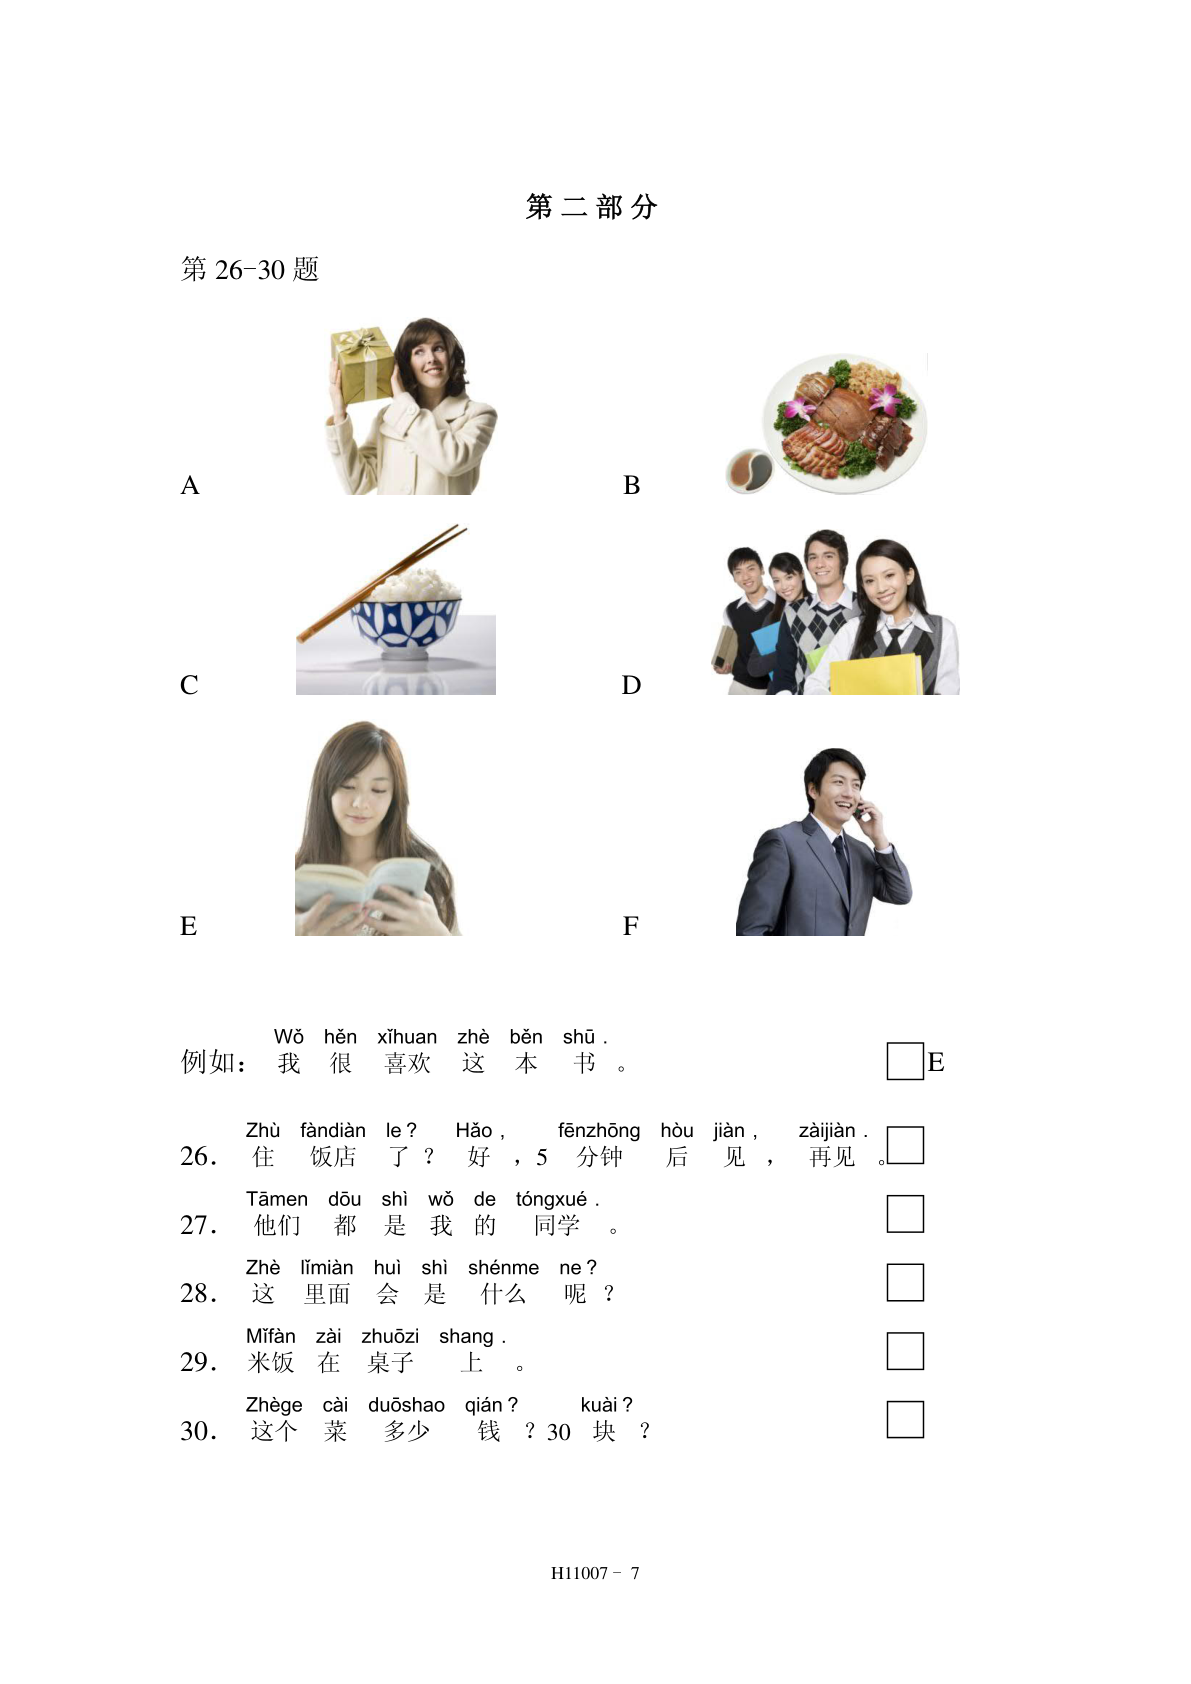 第二部分
第 26-30 题
A
B
C
D
E
F
Wǒ hěn xǐhuan zhè běn shū .
例如： 我 很 喜欢 这 本 书 。 E
Zhù fàndiàn le ? Hǎo , fēnzhōng hòu jiàn , zàijiàn .
26． 住 饭店 了 ？ 好 ，5 分钟 后 见 ， 再见 。
Tāmen dōu shì wǒ de tóngxué .
27． 他们 都 是 我 的 同学 。
Zhè lǐmiàn huì shì shénme ne ?
28． 这 里面 会 是 什么 呢 ？
Mǐfàn zài zhuōzi shang .
29． 米饭 在 桌子 上 。
Zhège cài duōshao qián ? kuài ?
30． 这个 菜 多少 钱 ？30 块 ？
H11007 - 7